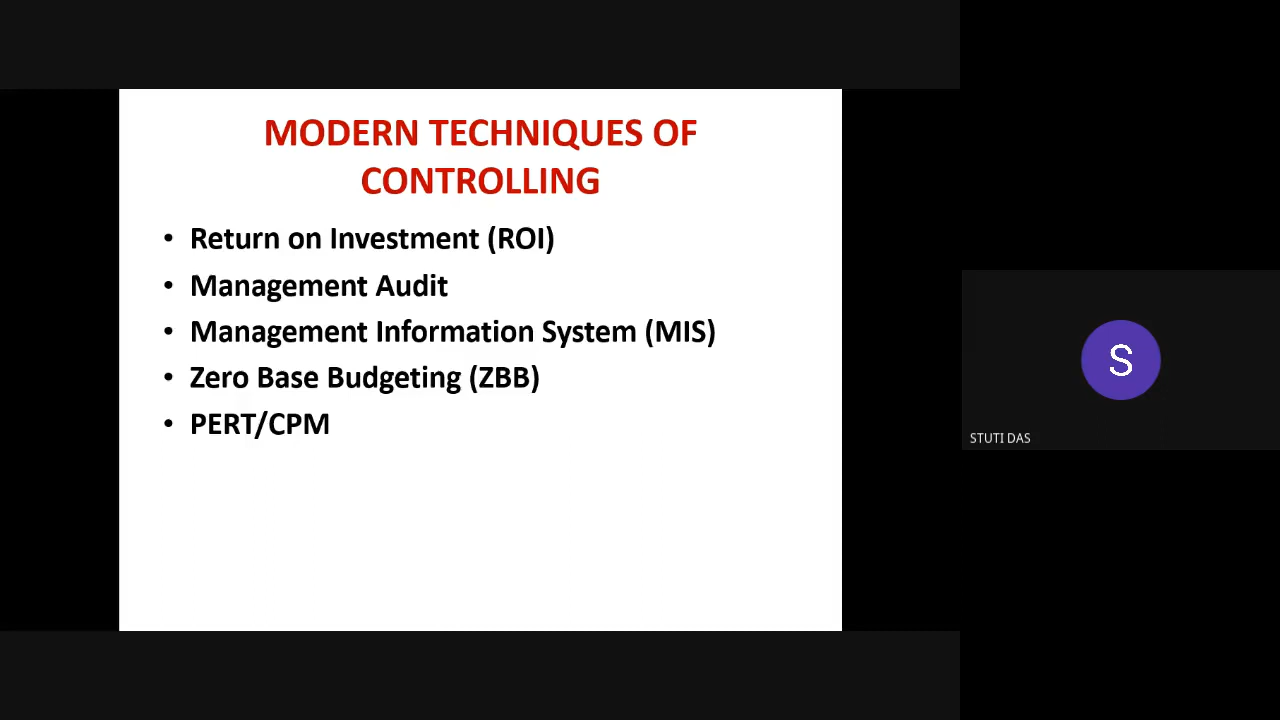 MODERN TECHNIQUES OF
CONTROLLING
• Return on Investment (ROI)
• Management Audit
• Management Information System (MIS)
• Zero Base Budgeting (ZBB)
• PERT/CPM
S
STUTI DAS